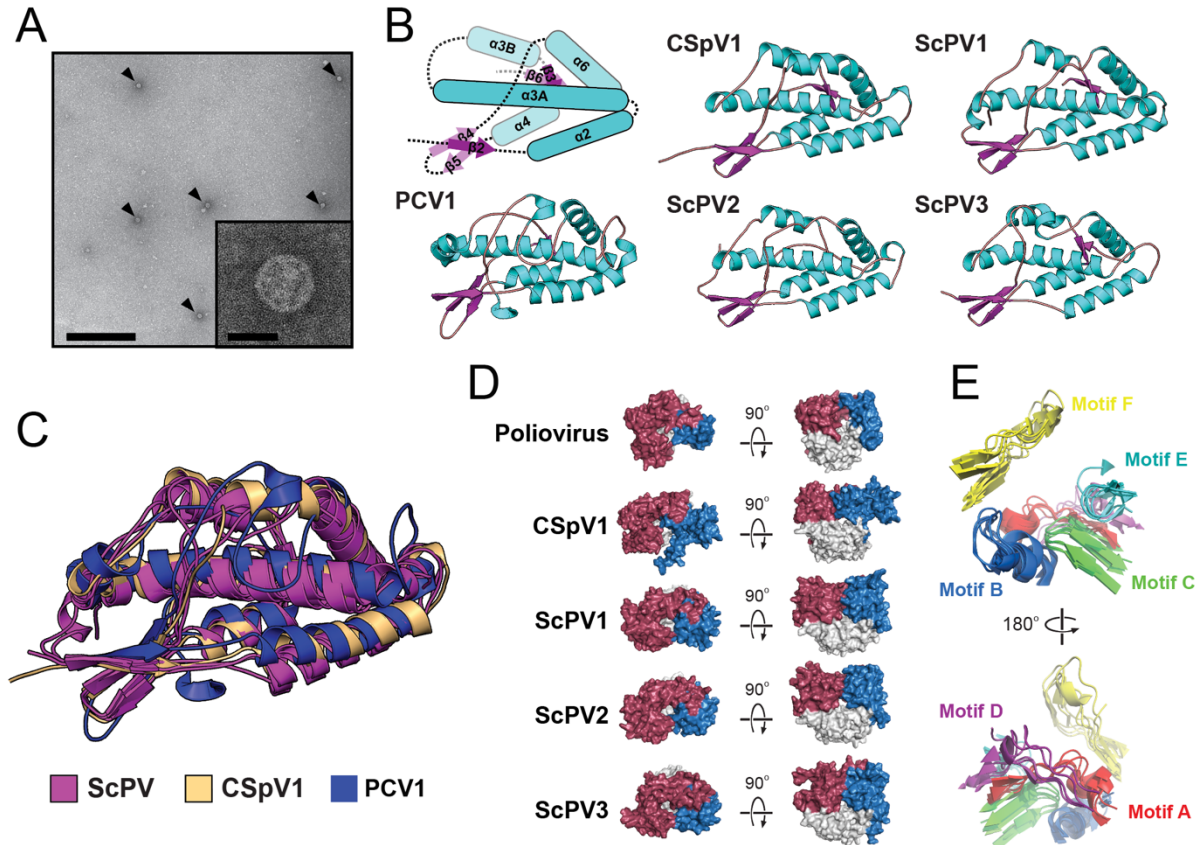 A
B
α3B
α6
β6
β3
α3A
α4
β4
β2
β5
α2
CSpV1
ScPV1
PCV1
ScPV2
ScPV3
C
ScPV
CSpV1
PCV1
D
Poliovirus
90°
CSpV1
90°
ScPV1
90°
ScPV2
90°
ScPV3
90°
E
Motif F
Motif E
Motif B
Motif C
180°
Motif D
Motif A